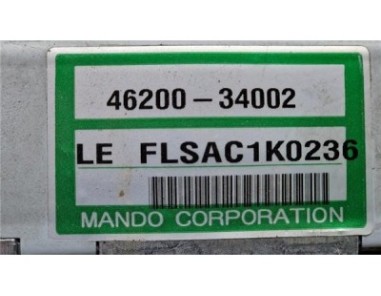 46200-34002
LE FLSAC1K0236
MANDO CORPORATION